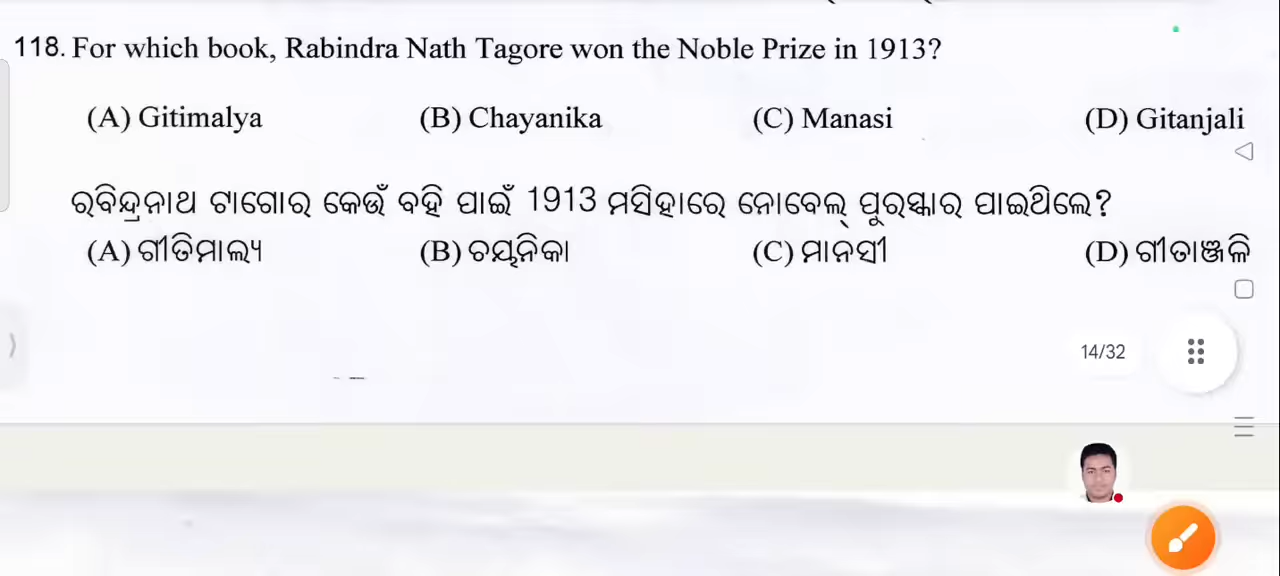 118. For which book, Rabindra Nath Tagore won the Noble Prize in 1913?
(A) Gitimalya (B) Chayanika (C) Manasi (D) Gitanjali
ରବିନ୍ଦ୍ରନାଥ ଟାଗୋର କେଉଁ ବହି ପାଇଁ 1913 ମସିହାରେ ନୋବେଲ୍ ପୁରସ୍କାର ପାଇଥିଲେ?
(A) ଗୀତିମାଲ୍ୟ (B) ଚୟନିକା (C) ମାନସୀ (D) ଗୀତାଞ୍ଜଳି
14/32